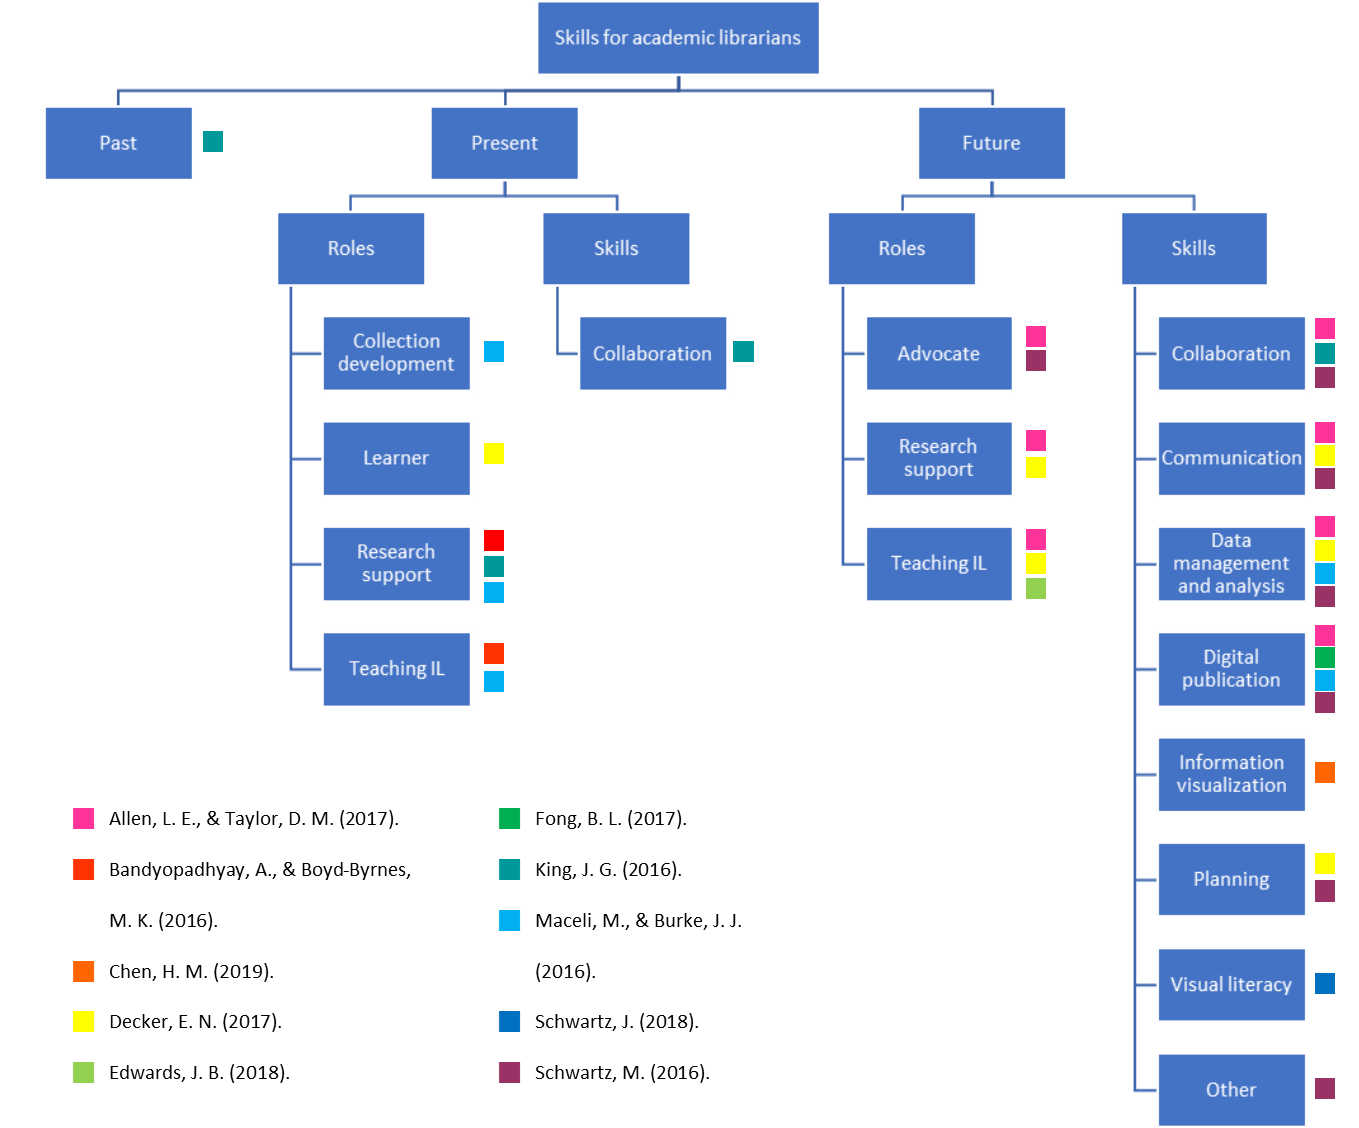 Skills for academic librarians
Past
Present
Future
Roles
Skills
Roles
Skills
Collection
development
Learner
Research
support
Teaching IL
Collaboration
Advocate
Research
support
Teaching IL
Collaboration
Communication
Data
management
and analysis
Digital
publication
Information
visualization
Planning
Visual literacy
Other
Allen, L. E., & Taylor, D. M. (2017).
Bandyopadhyay, A., & Boyd-Byrnes,
M. K. (2016).
Chen, H. M. (2019).
Decker, E. N. (2017).
Edwards, J. B. (2018).
Fong, B. L. (2017).
King, J. G. (2016).
Maceli, M., & Burke, J. J.
(2016).
Schwartz, J. (2018).
Schwartz, M. (2016).